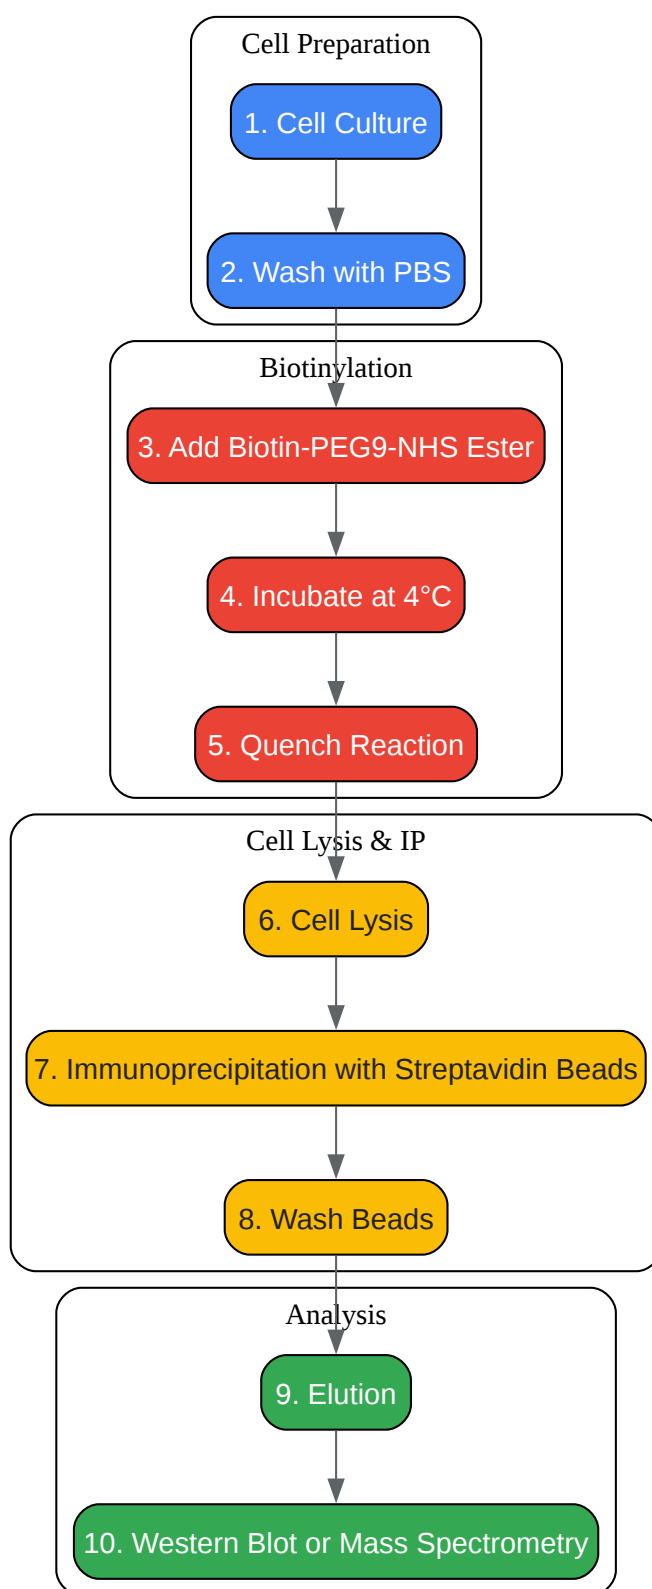 Cell Preparation
1. Cell Culture
2. Wash with PBS
Biotinylation
3. Add Biotin-PEG9-NHS Ester
4. Incubate at 4°C
5. Quench Reaction
Cell Lysis & IP
6. Cell Lysis
7. Immunoprecipitation with Streptavidin Beads
8. Wash Beads
Analysis
9. Elution
10. Western Blot or Mass Spectrometry